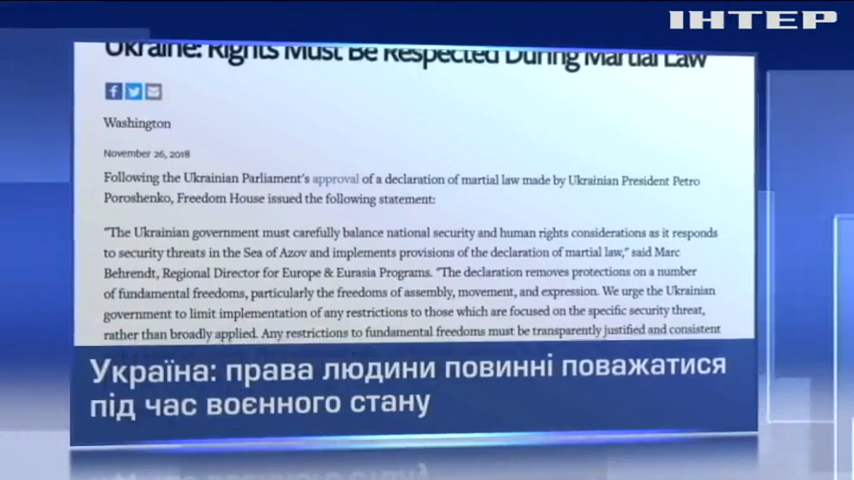 ІНТЕР
Ukraine: Rights Must Be Respected During Martial Law
Washington
November 26, 2018
Following the Ukrainian Parliament's approval of a declaration of martial law made by Ukrainian President Petro
Poroshenko, Freedom House issued the following statement:
"The Ukrainian government must carefully balance national security and human rights considerations as it responds
to security threats in the Sea of Azov and implements provisions of the declaration of martial law," said Marc
Behrendt, Regional Director for Europe & Eurasia Programs. "The declaration removes protections on a number
of fundamental freedoms, particularly the freedoms of assembly, movement, and expression. We urge the Ukrainian
government to limit implementation of any restrictions to those which are focused on the specific security threat,
rather than broadly applied. Any restrictions to fundamental freedoms must be transparently justified and consistent
Україна: права людини повинні поважатися
під час воєнного стану